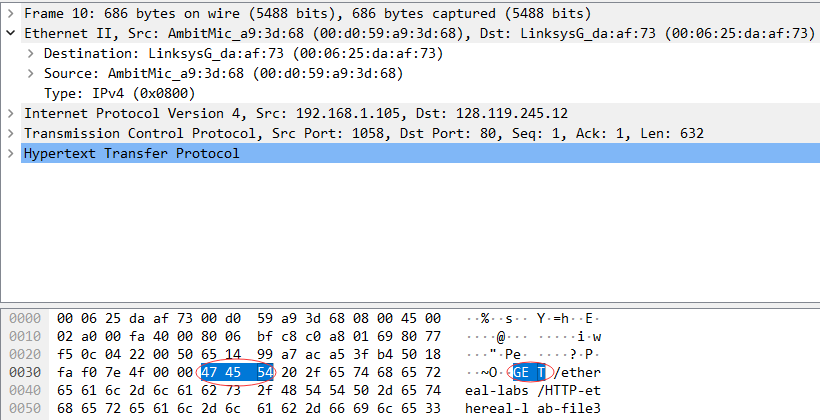 Frame 10: 686 bytes on wire (5488 bits), 686 bytes captured (5488 bits)
Ethernet II, Src: AmbitMic_a9:3d:68 (00:d0:59:a9:3d:68), Dst: LinksysG_da:af:73 (00:06:25:da:af:73)
Destination: LinksysG_da:af:73 (00:06:25:da:af:73)
Source: AmbitMic_a9:3d:68 (00:d0:59:a9:3d:68)
Type: IPv4 (0x0800)
Internet Protocol Version 4, Src: 192.168.1.105, Dst: 128.119.245.12
Transmission Control Protocol, Src Port: 1058, Dst Port: 80, Seq: 1, Ack: 1, Len: 632
Hypertext Transfer Protocol
0000 00 06 25 da af 73 00 d0 59 a9 3d 68 08 00 45 00 ··%··s·· Y·=h··E·
0010 02 a0 00 fa 40 00 80 06 bf c8 c0 a8 01 69 80 77 ····@··· ·····i·w
0020 f5 0c 04 22 00 50 65 14 99 a7 ac a5 3f b4 50 18 ···"·Pe· ····?·P·
0030 fa f0 7e 4f 00 00 47 45 54 20 2f 65 74 68 65 72 ··~O··GE T /ether
0040 65 61 6c 2d 6c 61 62 73 2f 48 54 54 50 2d 65 74 eal-labs /HTTP-et
0050 68 65 72 65 61 6c 2d 6c 61 62 2d 66 69 6c 65 33 hereal-l ab-file3